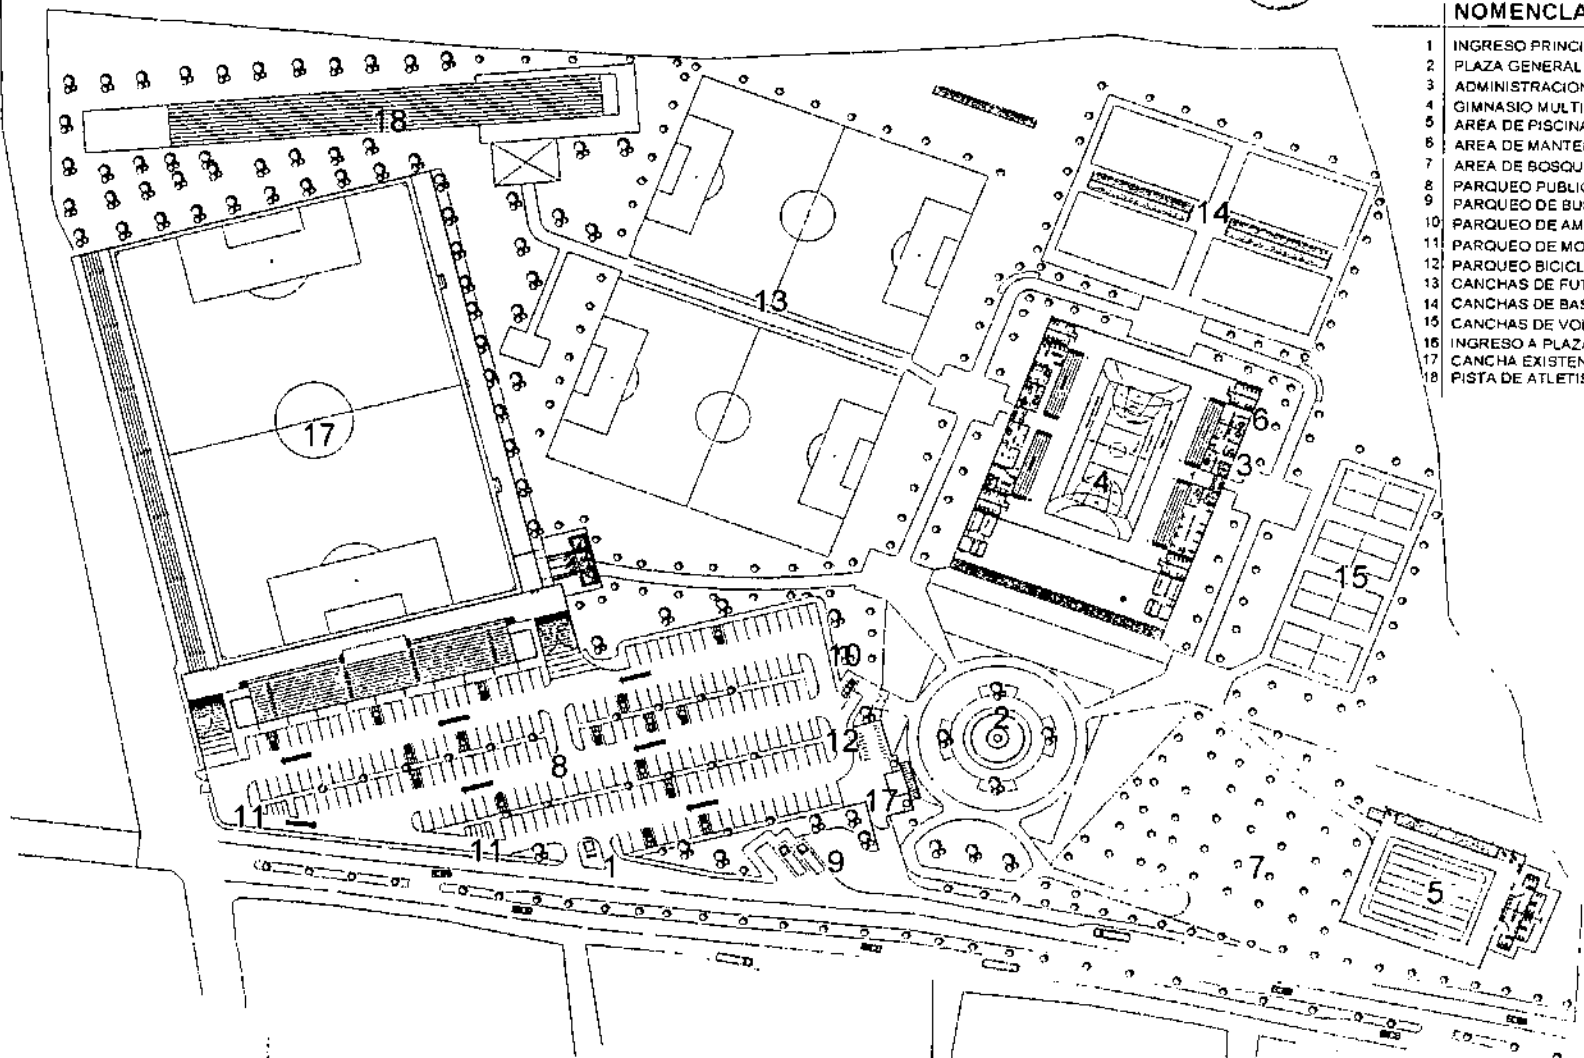 NOMENCLA
1 INGRESO PRINCI
2 PLAZA GENERAL
3 ADMINISTRACION
4 GIMNASIO MULTI
5 AREA DE PISCINA
6 AREA DE MANTE
7 AREA DE BOSQU
8 PARQUEO PUBLIC
9 PARQUEO DE BU
10 PARQUEO DE AM
11 PARQUEO DE MO
12 PARQUEO BICICL
13 CANCHAS DE FUT
14 CANCHAS DE BAS
15 CANCHAS DE VO
16 INGRESO A PLAZA
17 CANCHA EXISTEN
18 PISTA DE ATLETIS
18
14
13
17
6
3
4
15
10
2
12
8
17
11
11
1
9
7
5